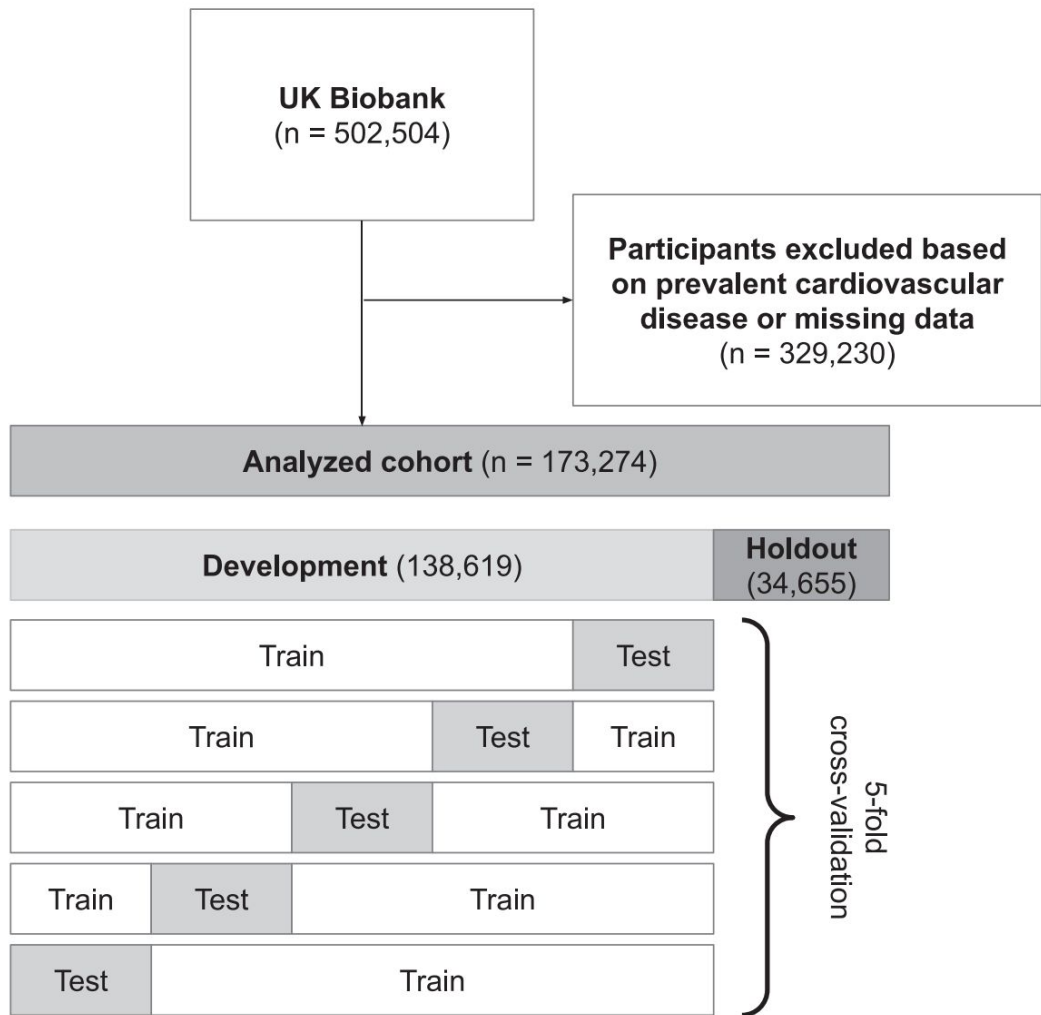 UK Biobank
(n = 502,504)
Participants excluded based
on prevalent cardiovascular
disease or missing data
(n = 329,230)
Analyzed cohort (n = 173,274)
Development (138,619)
Holdout
(34,655)
Train
Test
Train
Test
Train
Train
Test
Train
Train
Test
Train
Test
Train
5-fold
cross-validation